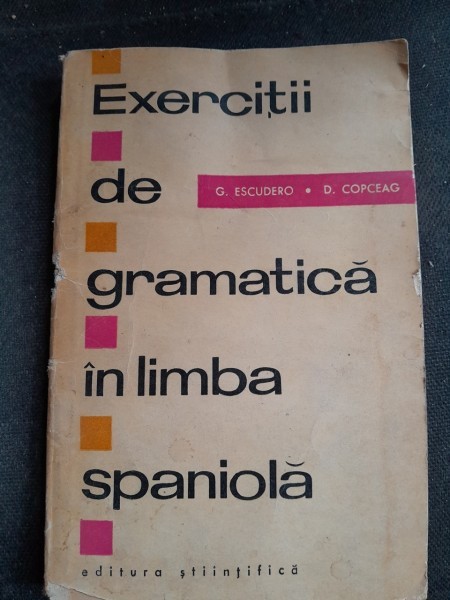 Exerciții
de
G. ESCUDERO • D. COPCEAG
gramatică
în limba
spaniolă
editura științifică